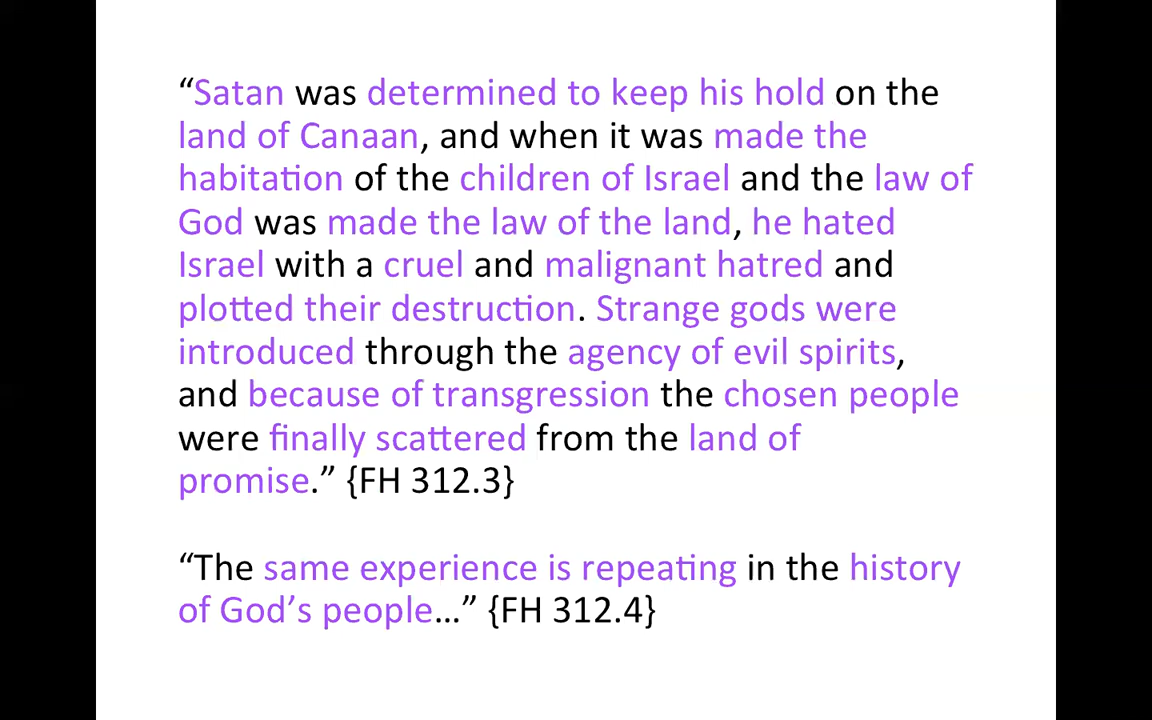 “Satan was determined to keep his hold on the
land of Canaan, and when it was made the
habitation of the children of Israel and the law of
God was made the law of the land, he hated
Israel with a cruel and malignant hatred and
plotted their destruction. Strange gods were
introduced through the agency of evil spirits,
and because of transgression the chosen people
were finally scattered from the land of
promise.” {FH 312.3}
“The same experience is repeating in the history
of God’s people…” {FH 312.4}